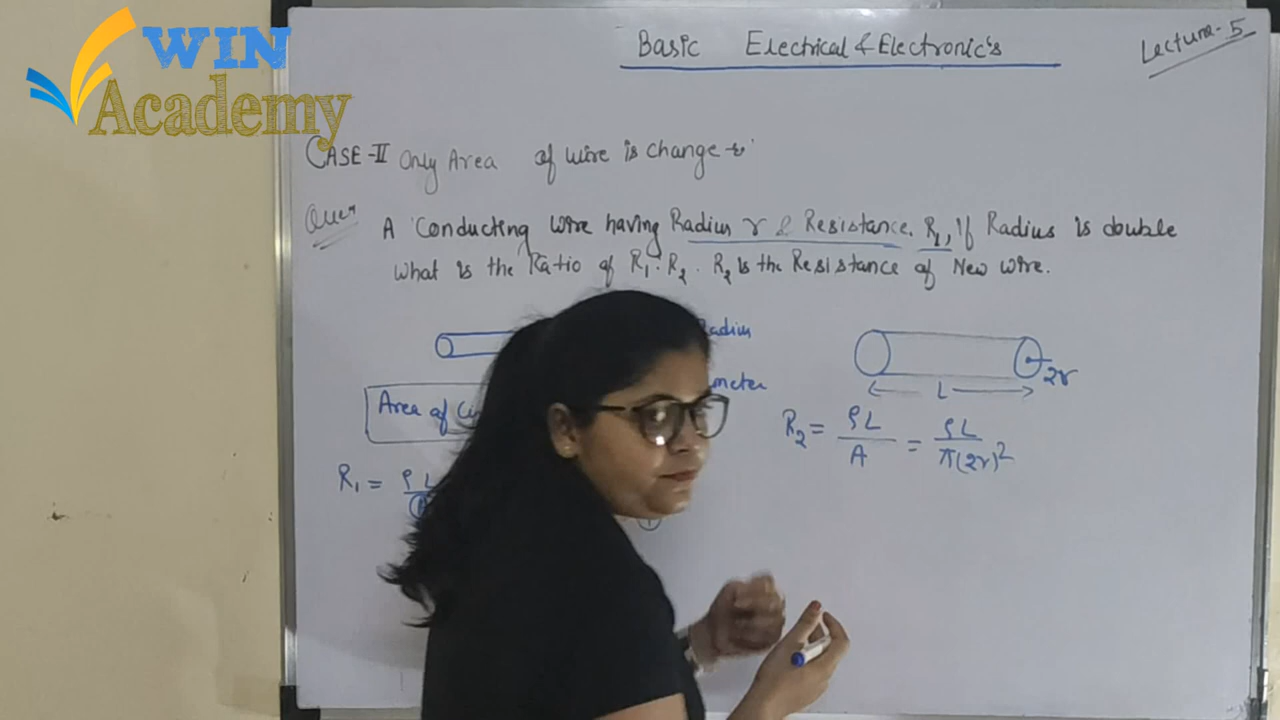 WIN
Academy
Basic Electrical & Electronic's
Lecture-5
CASE-II Only Area of wire is change
Ques A Conducting wire having Radius r & Resistance. R₁, if Radius is double
What is the Ratio of R₁ : R₂. R₂ is the Resistance of New wire.
Radius
2r
L
Area of
R₁ = ρL
R₂ = ρL/A = ρL/π(2r)²
①